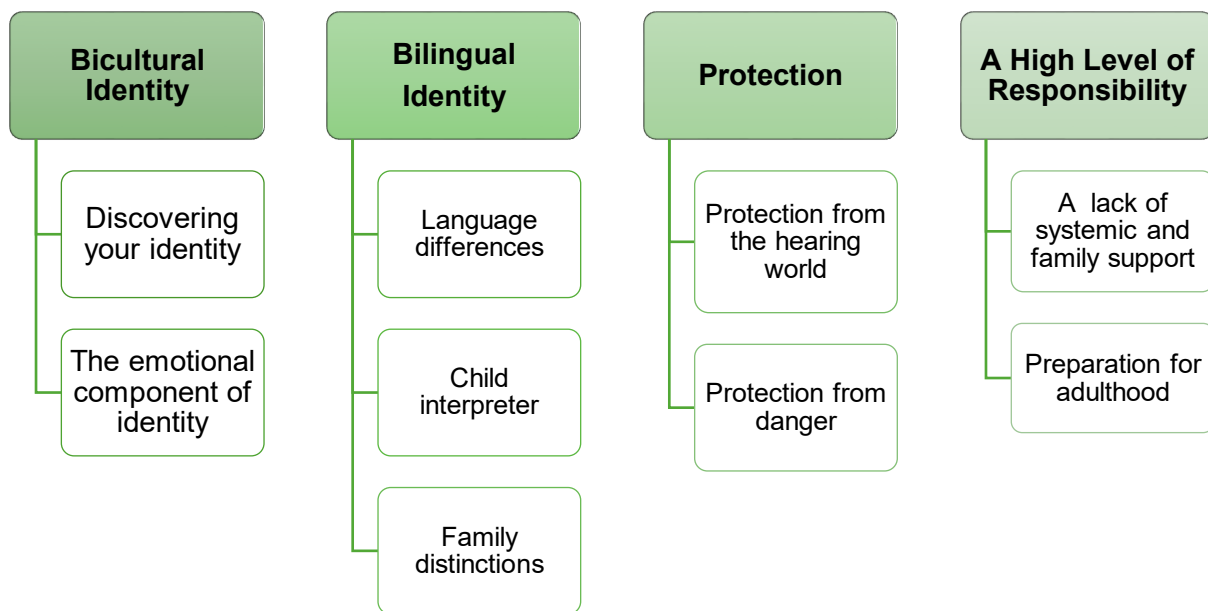 Bicultural
Identity
Discovering
your identity
The emotional
component of
identity
Bilingual
Identity
Language
differences
Child
interpreter
Family
distinctions
Protection
Protection from
the hearing
world
Protection from
danger
A High Level of
Responsibility
A lack of
systemic and
family support
Preparation for
adulthood